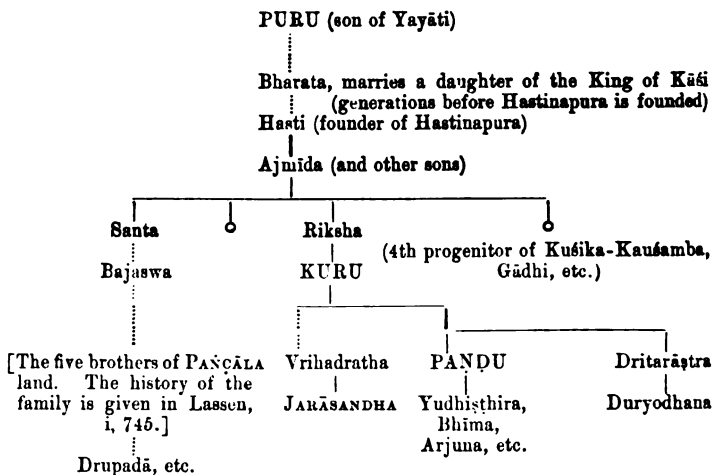 PURU (son of Yayāti)
Bharata, marries a daughter of the King of Kāśi
(generations before Hastinapura is founded)
Hasti (founder of Hastinapura)
Ajmīda (and other sons)
Santa
Riksha
(4th progenitor of Kuśika-Kauśamba,
Gādhi, etc.)
Bajaswa
KURU
[The five brothers of PAṄCĀLA
land. The history of the
family is given in Lassen,
i, 745.]
Drupadā, etc.
Vrihadratha
JARĀSANDHA
PAṆḌU
Yudhiṣthira,
Bhīma,
Arjuna, etc.
Dritarāṣtra
Duryodhana